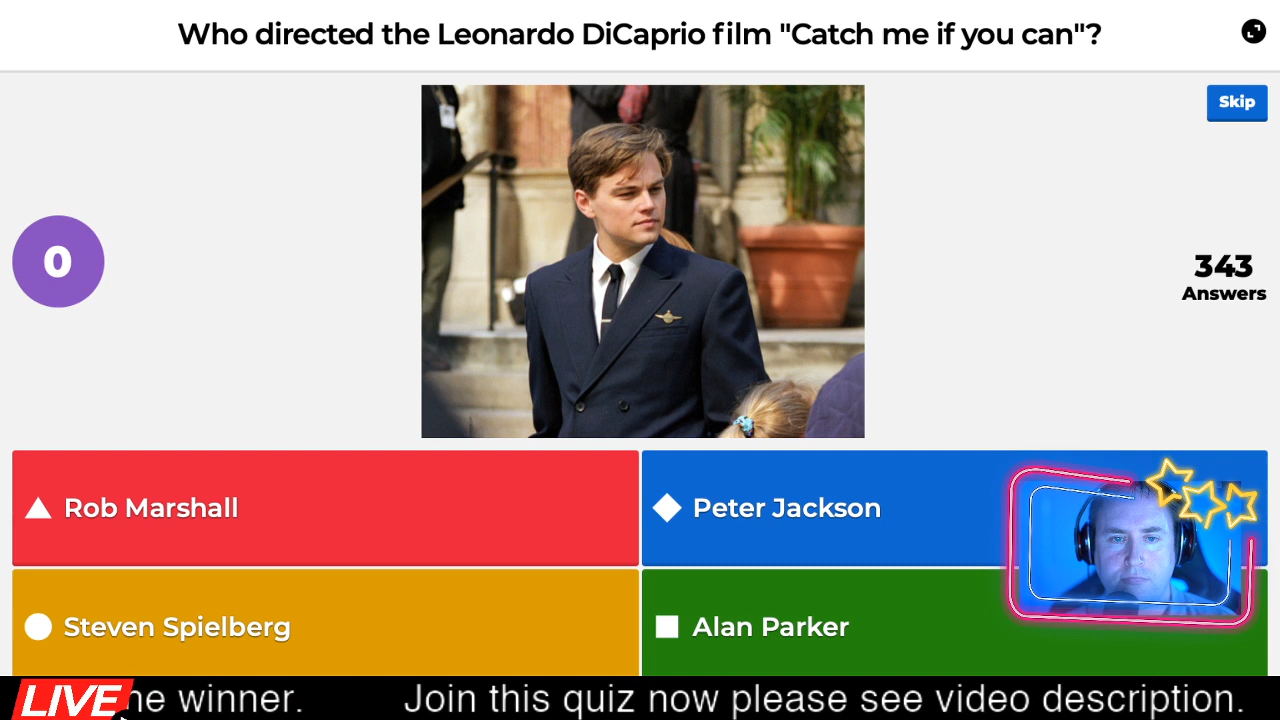 Who directed the Leonardo DiCaprio film "Catch me if you can"?
Skip
0
343
Answers
Rob Marshall
Peter Jackson
Steven Spielberg
Alan Parker
LIVE
winner.
Join this quiz now please see video description.